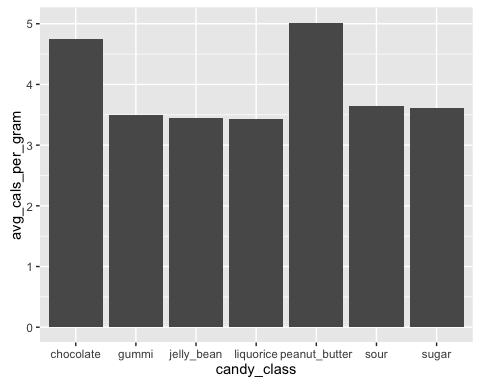 avg_cals_per_gram
5
4
3
2
1
0
chocolate gummi jelly_bean liquorice peanut_butter sour sugar
candy_class